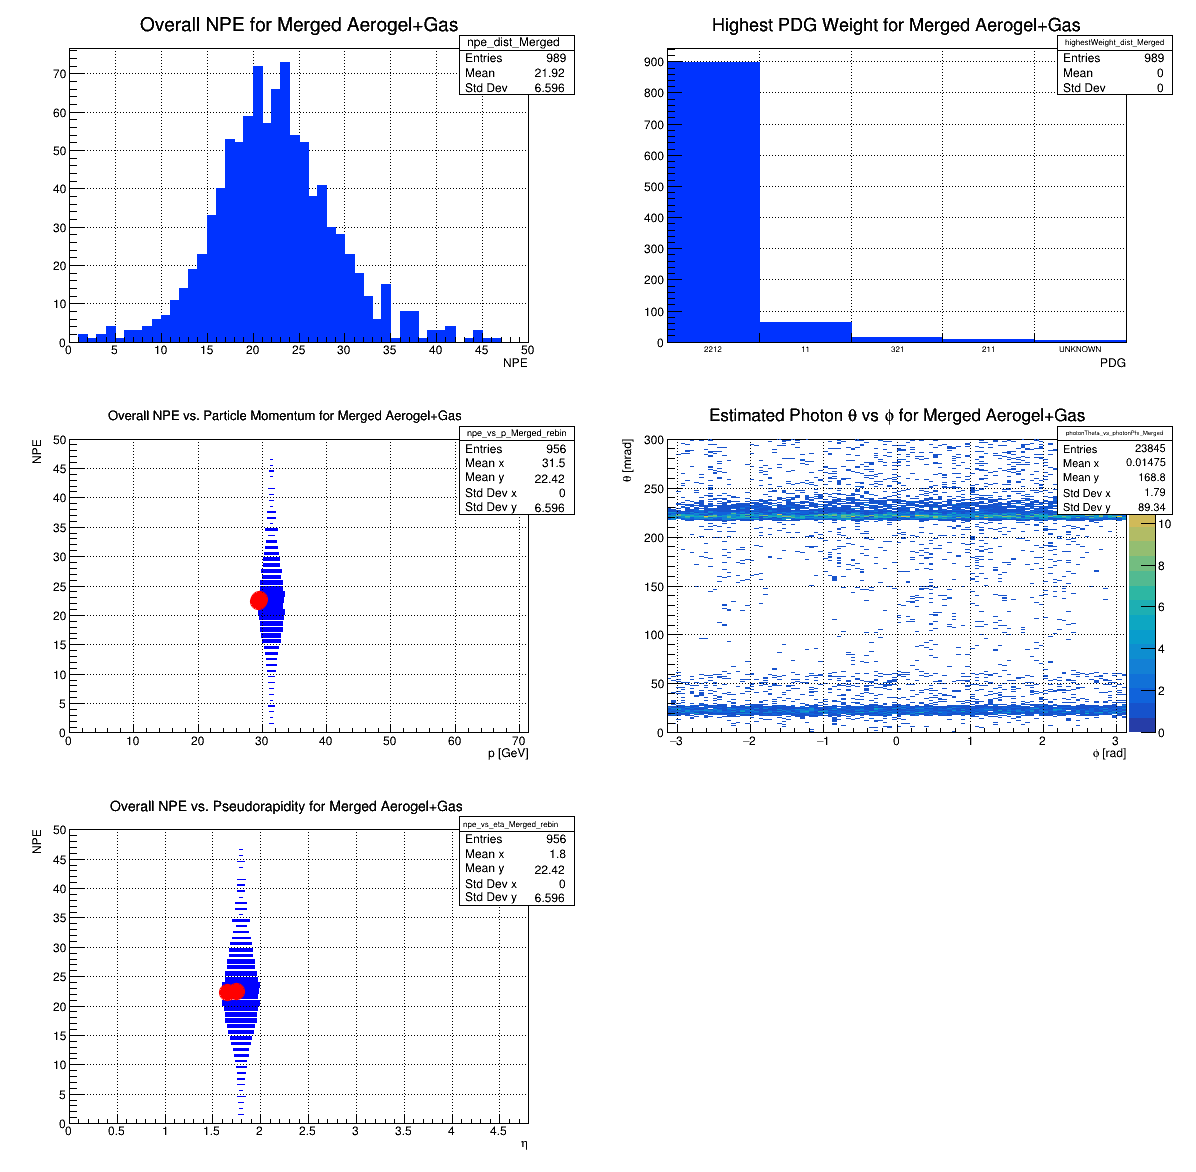 Overall NPE for Merged Aerogel+Gas
npe_dist_Merged
Entries 989
Mean 21.92
Std Dev 6.596
70
60
50
40
30
20
10
0
0 5 10 15 20 25 30 35 40 45 50
NPE
Highest PDG Weight for Merged Aerogel+Gas
highestWeight_dist_Merged
Entries 989
Mean 0
Std Dev 0
900
800
700
600
500
400
300
200
100
0
2212 11 321 211 UNKNOWN
PDG
Overall NPE vs. Particle Momentum for Merged Aerogel+Gas
npe_vs_p_Merged_rebin
Entries 956
Mean x 31.5
Mean y 22.42
Std Dev x 0
Std Dev y 6.596
NPE
50
45
40
35
30
25
20
15
10
5
0
0 10 20 30 40 50 60 70
p [GeV]
Estimated Photon θ vs ϕ for Merged Aerogel+Gas
photonTheta_vs_photonPhi_Merged
Entries 23845
Mean x 0.01475
Mean y 168.8
Std Dev x 1.79
Std Dev y 89.34
θ [mrad]
300
250
200
150
100
50
0
−3 −2 −1 0 1 2 3
ϕ [rad]
10
8
6
4
2
0
Overall NPE vs. Pseudorapidity for Merged Aerogel+Gas
npe_vs_eta_Merged_rebin
Entries 956
Mean x 1.8
Mean y 22.42
Std Dev x 0
Std Dev y 6.596
NPE
50
45
40
35
30
25
20
15
10
5
0
0 0.5 1 1.5 2 2.5 3 3.5 4 4.5
η